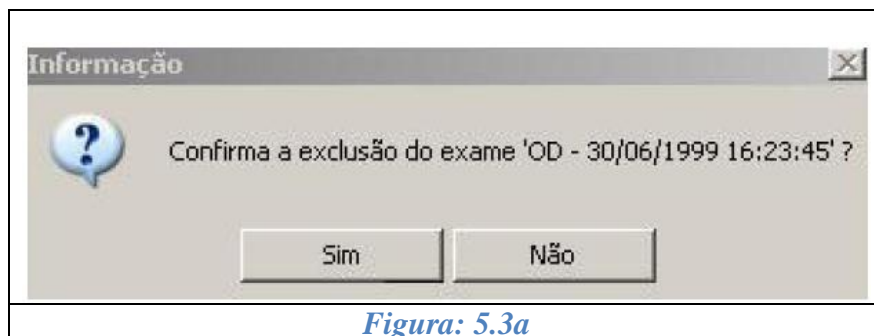 Informação
Confirma a exclusão do exame 'OD - 30/06/1999 16:23:45' ?
Sim Não
Figura: 5.3a